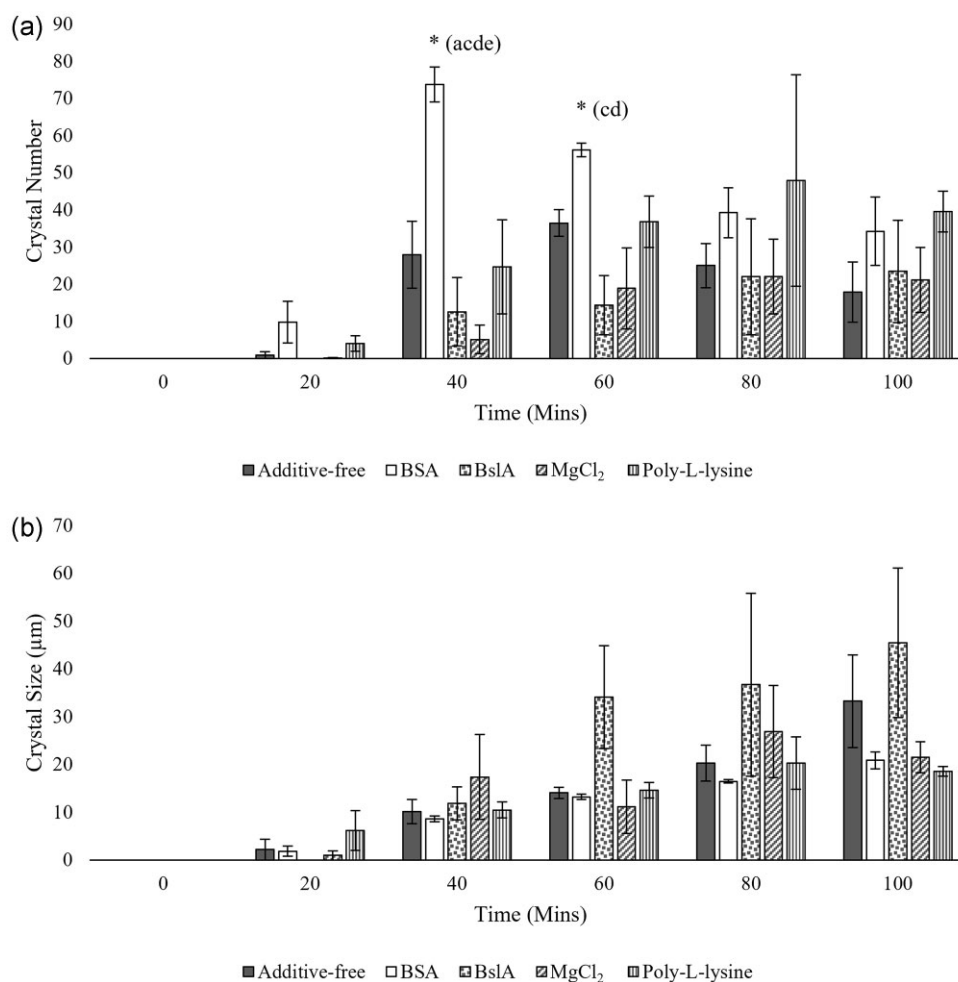 (a)
90
80
70
60
50
40
30
20
10
0
Crystal Number
* (acde)
* (cd)
0 20 40 60 80 100
Time (Mins)
Additive-free BSA BslA MgCl₂ Poly-L-lysine
(b)
70
60
50
40
30
20
10
0
Crystal Size (µm)
0 20 40 60 80 100
Time (Mins)
Additive-free BSA BslA MgCl₂ Poly-L-lysine